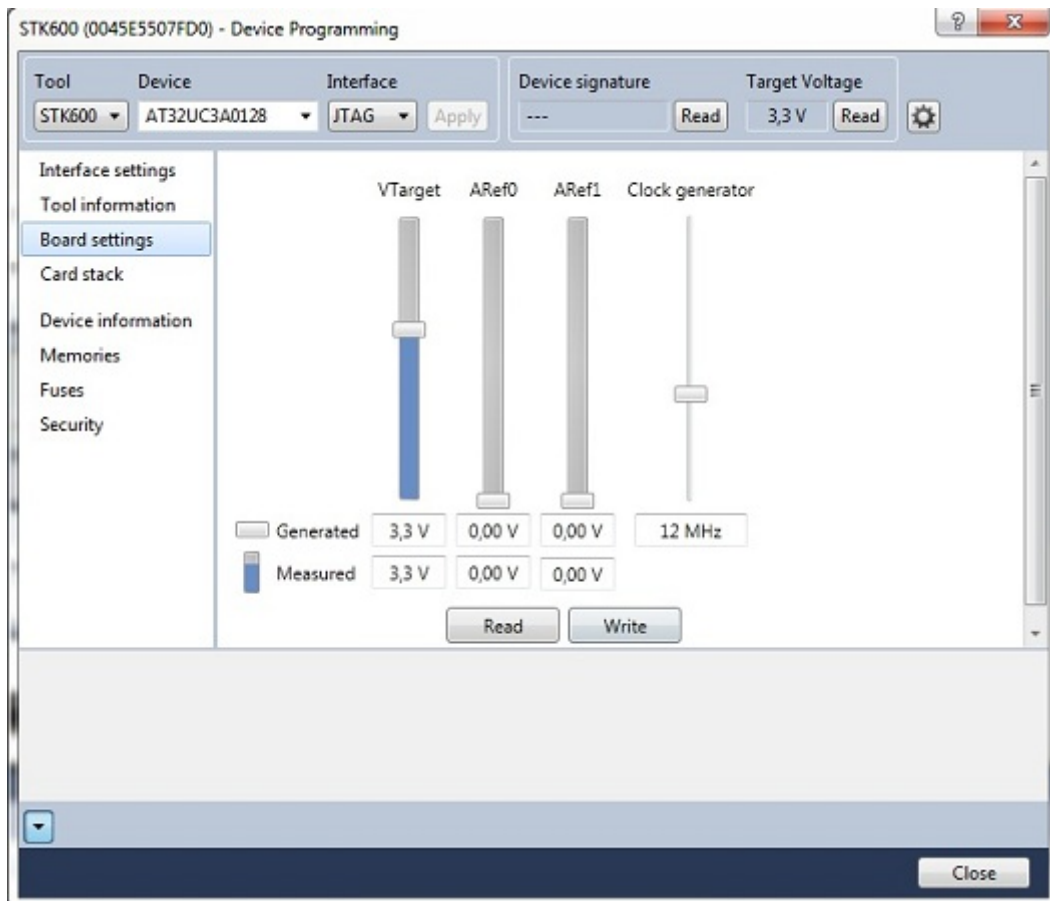 STK600 (0045E5507FD0) - Device Programming
Tool Device Interface Device signature Target Voltage
STK600 AT32UC3A0128 JTAG Apply --- Read 3,3 V Read
Interface settings
Tool information
Board settings
Card stack
Device information
Memories
Fuses
Security
VTarget ARef0 ARef1 Clock generator
Generated 3,3 V 0,00 V 0,00 V 12 MHz
Measured 3,3 V 0,00 V 0,00 V
Read Write
Close